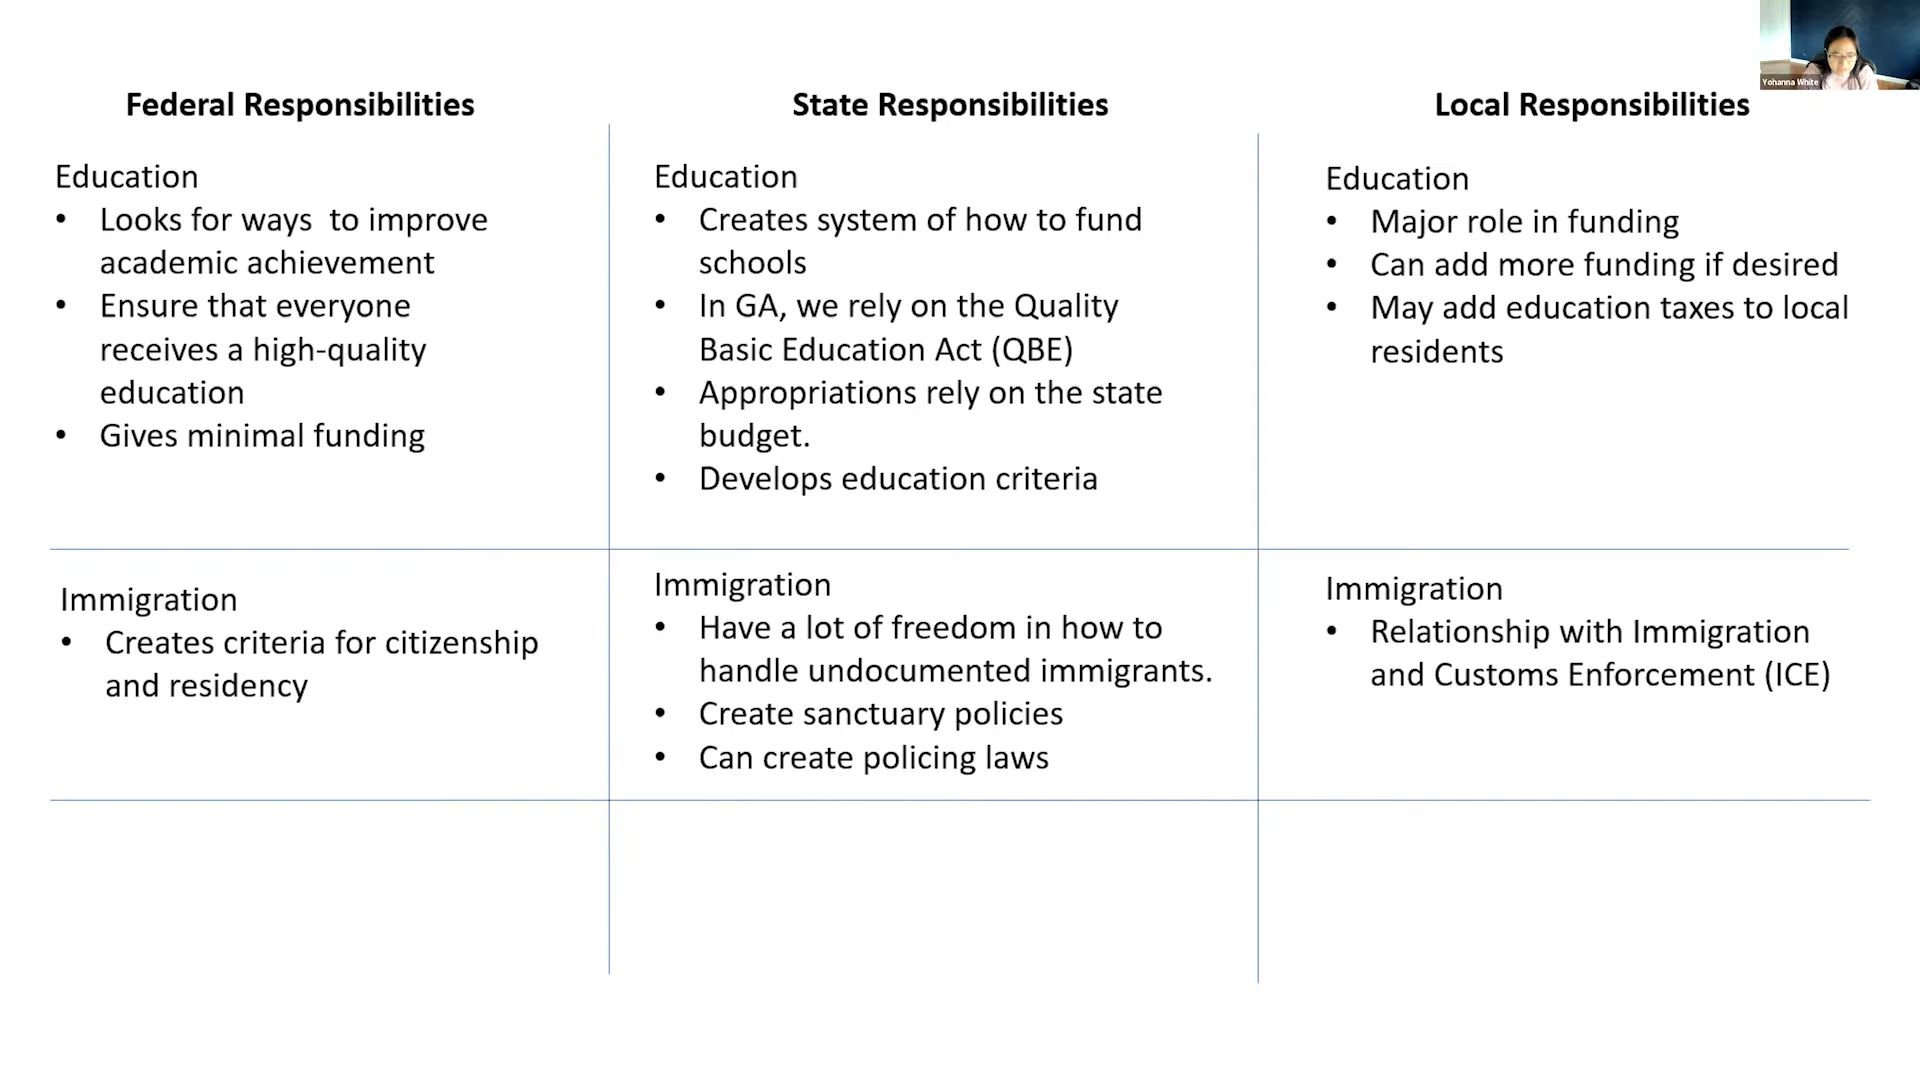 Yohanna White
Federal Responsibilities
State Responsibilities
Local Responsibilities
Education
• Looks for ways  to improve
academic achievement
• Ensure that everyone
receives a high-quality
education
• Gives minimal funding
Education
• Creates system of how to fund
schools
• In GA, we rely on the Quality
Basic Education Act (QBE)
• Appropriations rely on the state
budget.
• Develops education criteria
Education
• Major role in funding
• Can add more funding if desired
• May add education taxes to local
residents
Immigration
• Creates criteria for citizenship
and residency
Immigration
• Have a lot of freedom in how to
handle undocumented immigrants.
• Create sanctuary policies
• Can create policing laws
Immigration
• Relationship with Immigration
and Customs Enforcement (ICE)